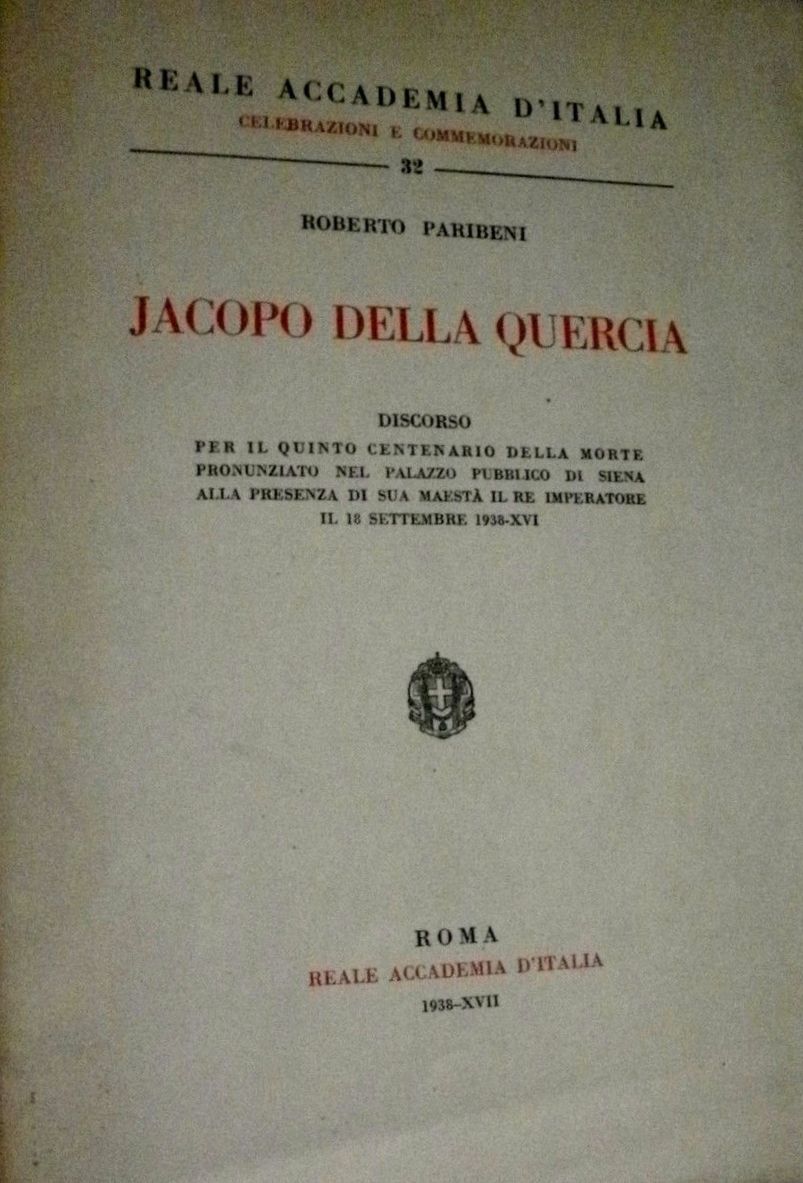 REALE ACCADEMIA D'ITALIA
CELEBRAZIONI E COMMEMORAZIONI
32
ROBERTO PARIBENI
JACOPO DELLA QUERCIA
DISCORSO
PER IL QUINTO CENTENARIO DELLA MORTE
PRONUNZIATO NEL PALAZZO PUBBLICO DI SIENA
ALLA PRESENZA DI SUA MAESTÀ IL RE IMPERATORE
IL 18 SETTEMBRE 1938-XVI
ROMA
REALE ACCADEMIA D'ITALIA
1938-XVII